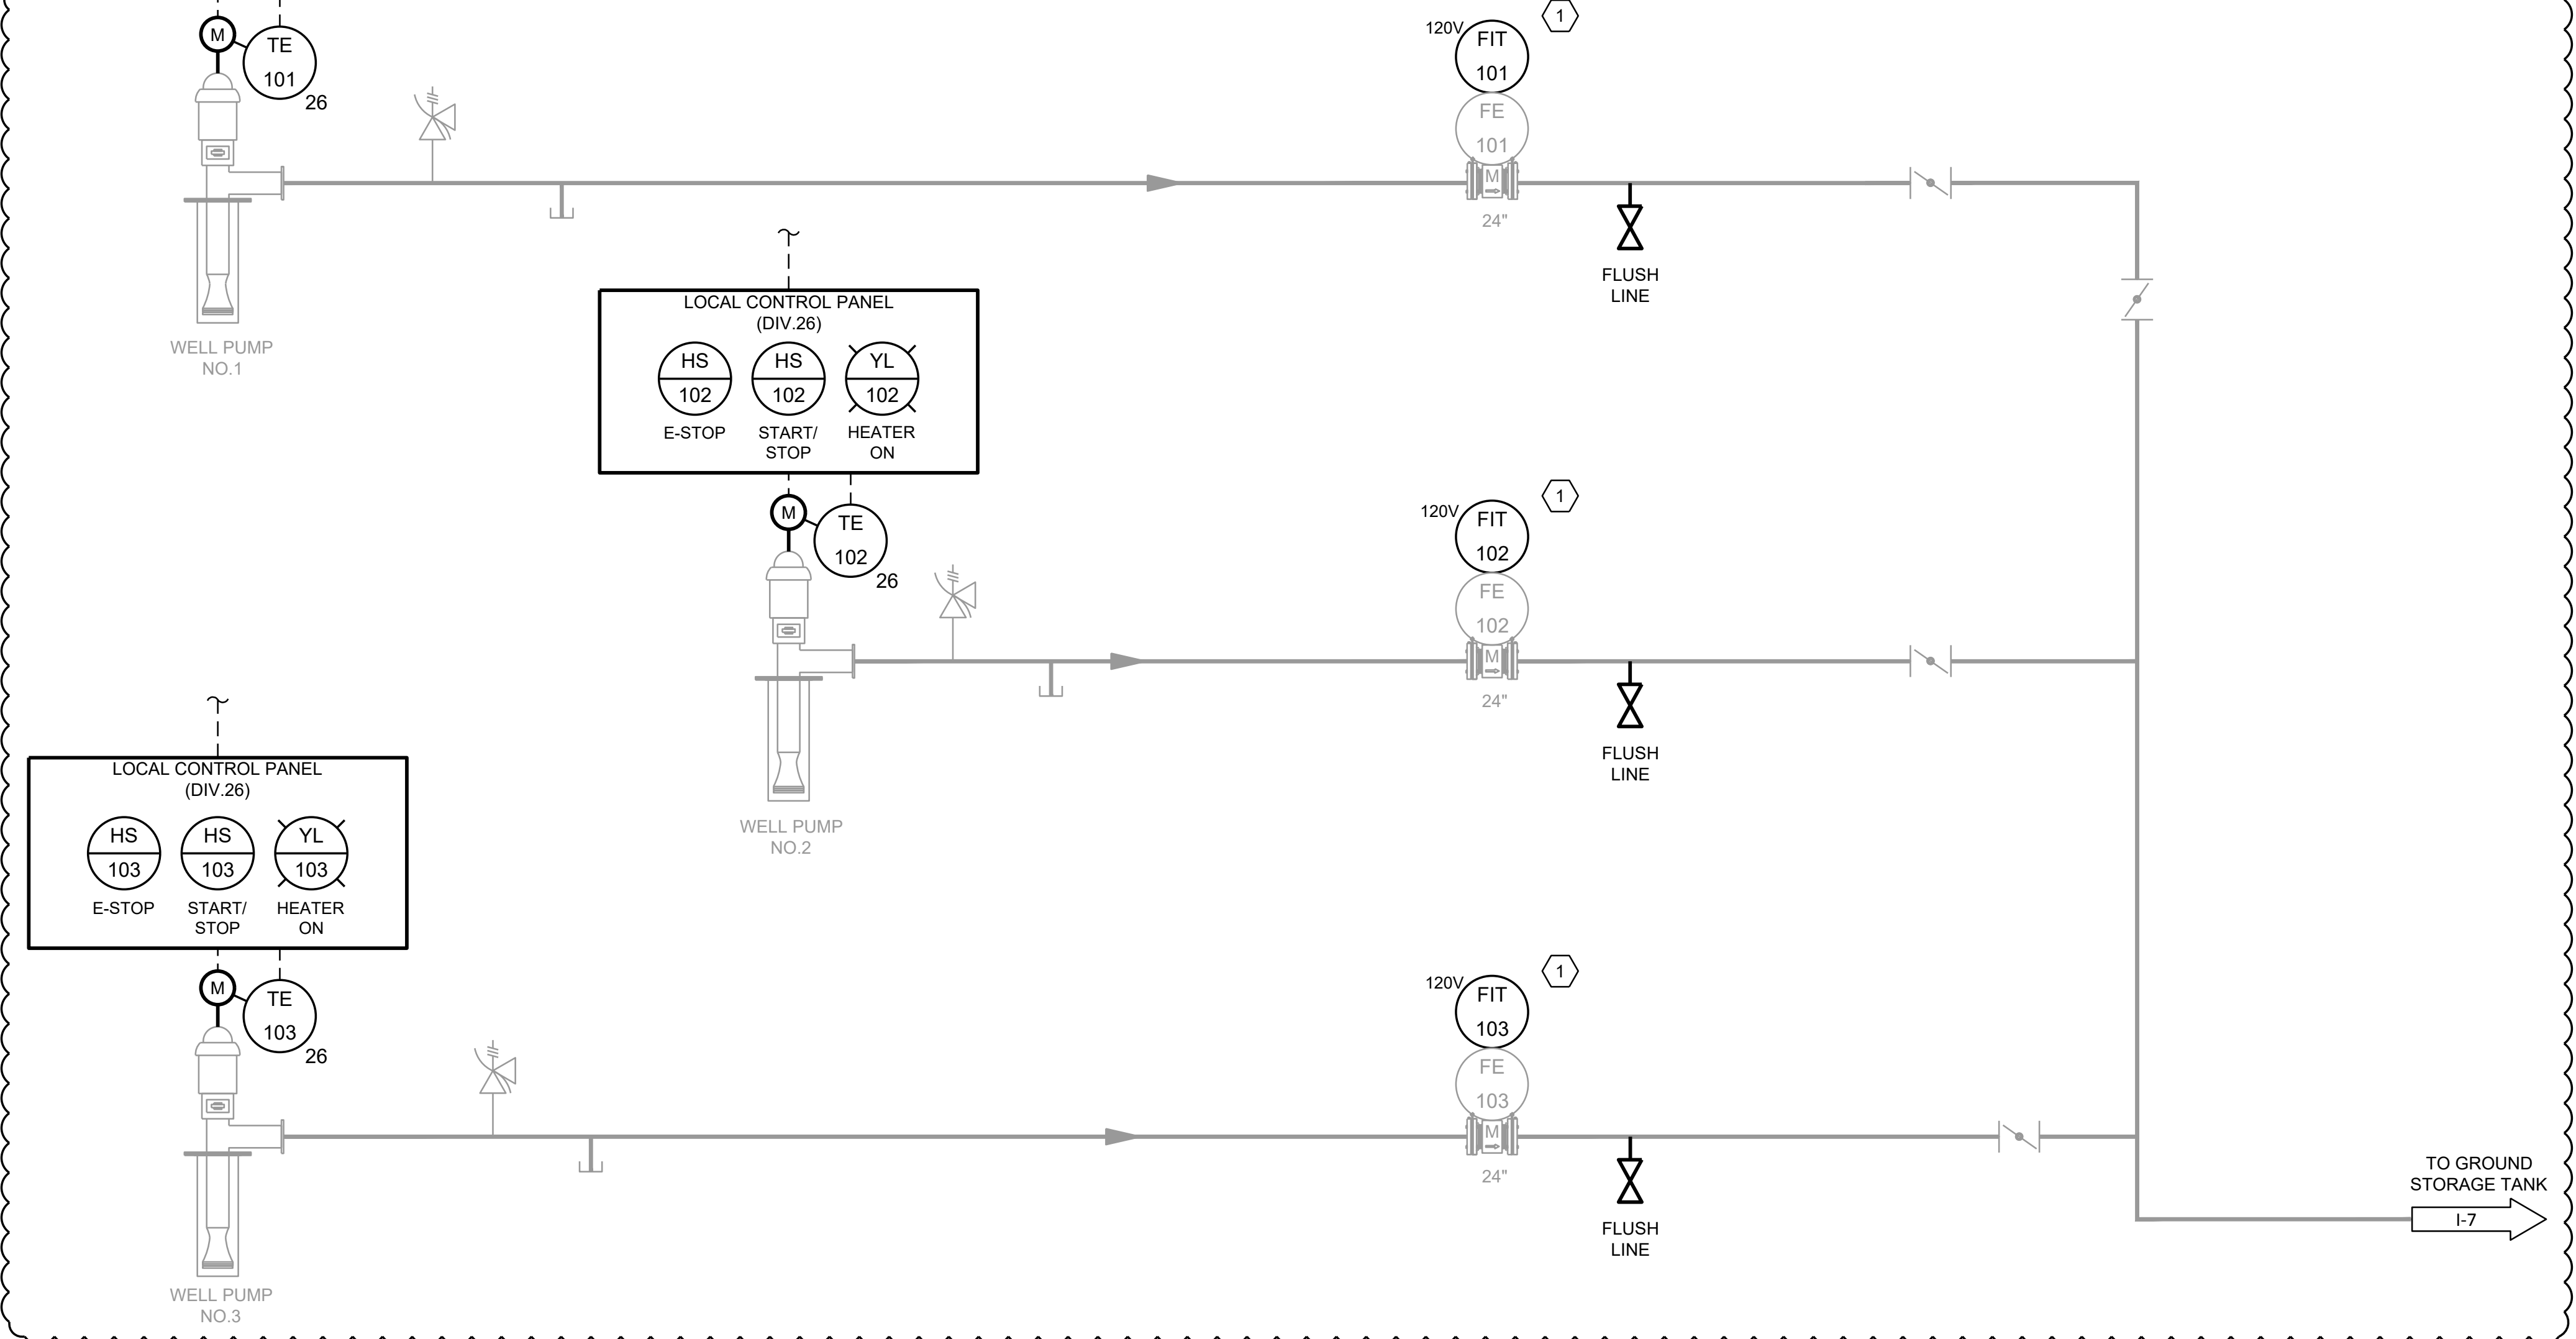 M
TE
101
26
120V
FIT
101
1
FE
101
M
24"
FLUSH
LINE
WELL PUMP
NO.1
LOCAL CONTROL PANEL
(DIV.26)
HS
102
HS
102
YL
102
E-STOP
START/
STOP
HEATER
ON
M
TE
102
26
120V
FIT
102
1
FE
102
M
24"
FLUSH
LINE
WELL PUMP
NO.2
LOCAL CONTROL PANEL
(DIV.26)
HS
103
HS
103
YL
103
E-STOP
START/
STOP
HEATER
ON
M
TE
103
26
120V
FIT
103
1
FE
103
M
24"
FLUSH
LINE
TO GROUND
STORAGE TANK
I-7
WELL PUMP
NO.3